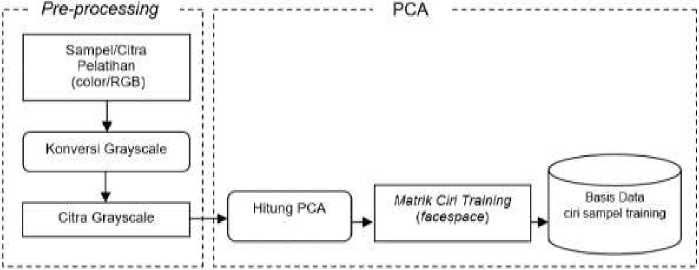 Pre-processing
PCA
Sampel/Citra
Pelatihan
(color/RGB)
Konversi Grayscale
Citra Grayscale
Hitung PCA
Matrik Ciri Training
(facespace)
Basis Data
ciri sampel training